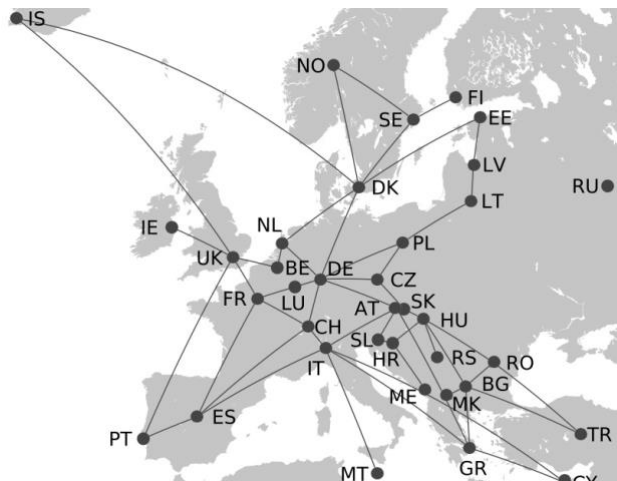 IS
NO
FI
SE
EE
LV
DK
RU
LT
IE
NL
PL
UK
BE
DE
CZ
FR
LU
AT
SK
CH
HU
SL
HR
IT
RS
RO
ME
MK
BG
ES
PT
TR
GR
MT
CY